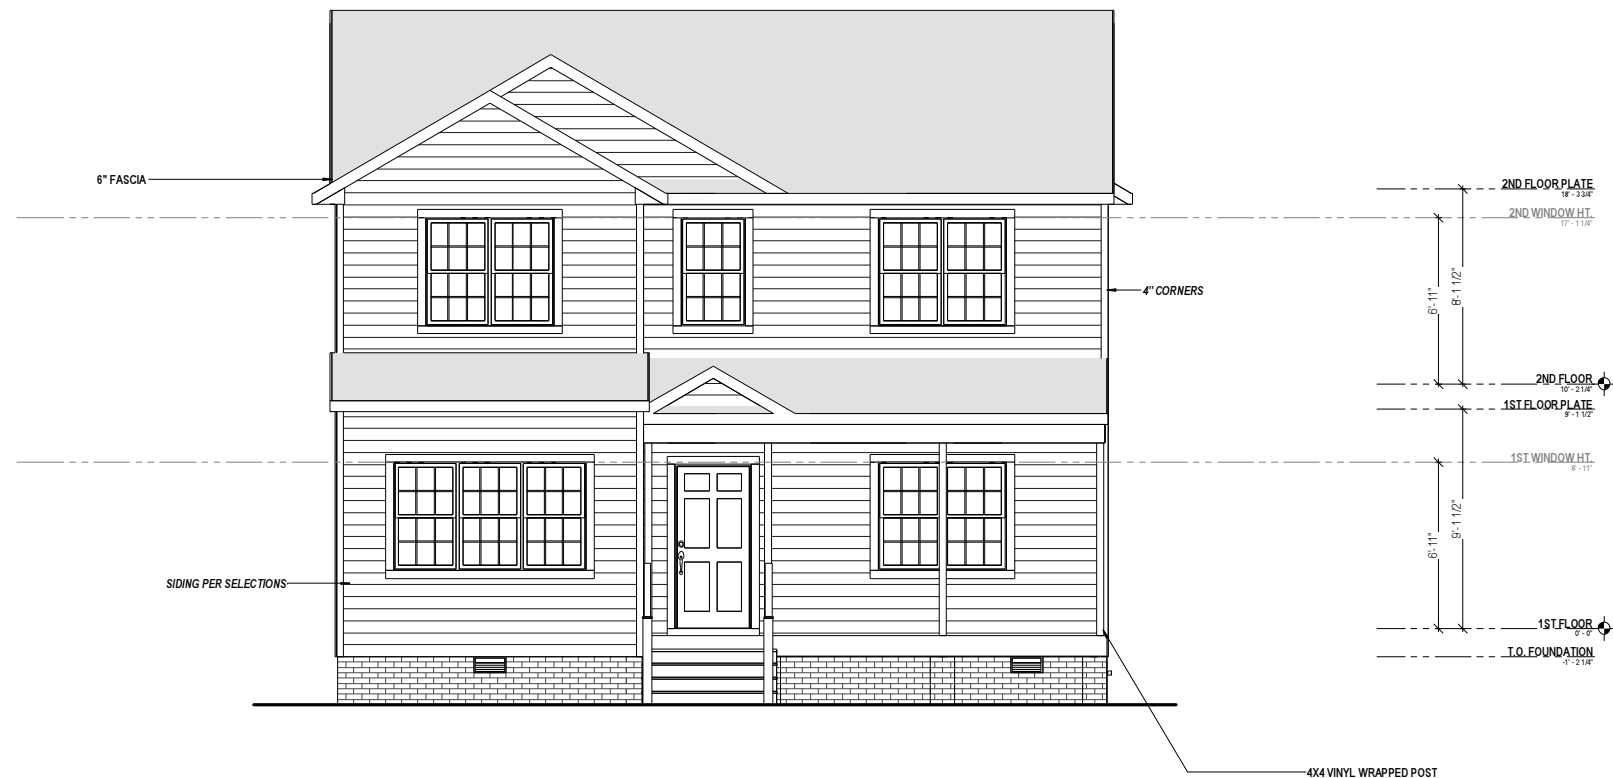 6" FASCIA
2ND FLOOR PLATE
18' - 3 3/4"
2ND WINDOW HT.
17' - 1 1/4"
4" CORNERS
6'-11"
8'-1 1/2"
2ND FLOOR
10' - 2 1/4"
1ST FLOOR PLATE
9' - 1 1/2"
1ST WINDOW HT.
6' - 11"
6'-11"
9'-1 1/2"
SIDING PER SELECTIONS
1ST FLOOR
0' - 0"
T.O. FOUNDATION
-1' - 2 1/4"
4X4 VINYL WRAPPED POST